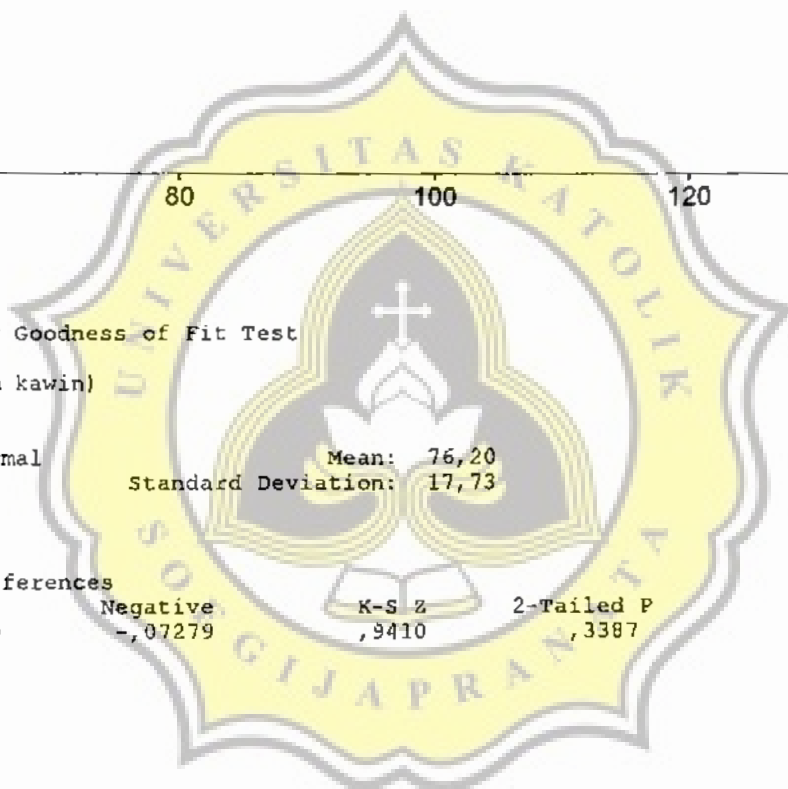 UNIVERSITAS KATOLIK
80 100 120
Goodness of Fit Test
kawin)
mal Mean: 76,20
Standard Deviation: 17,73
ferences
Negative K-S Z 2-Tailed P
-,07279 ,9410 ,3387
SOEGIJAPRANATA